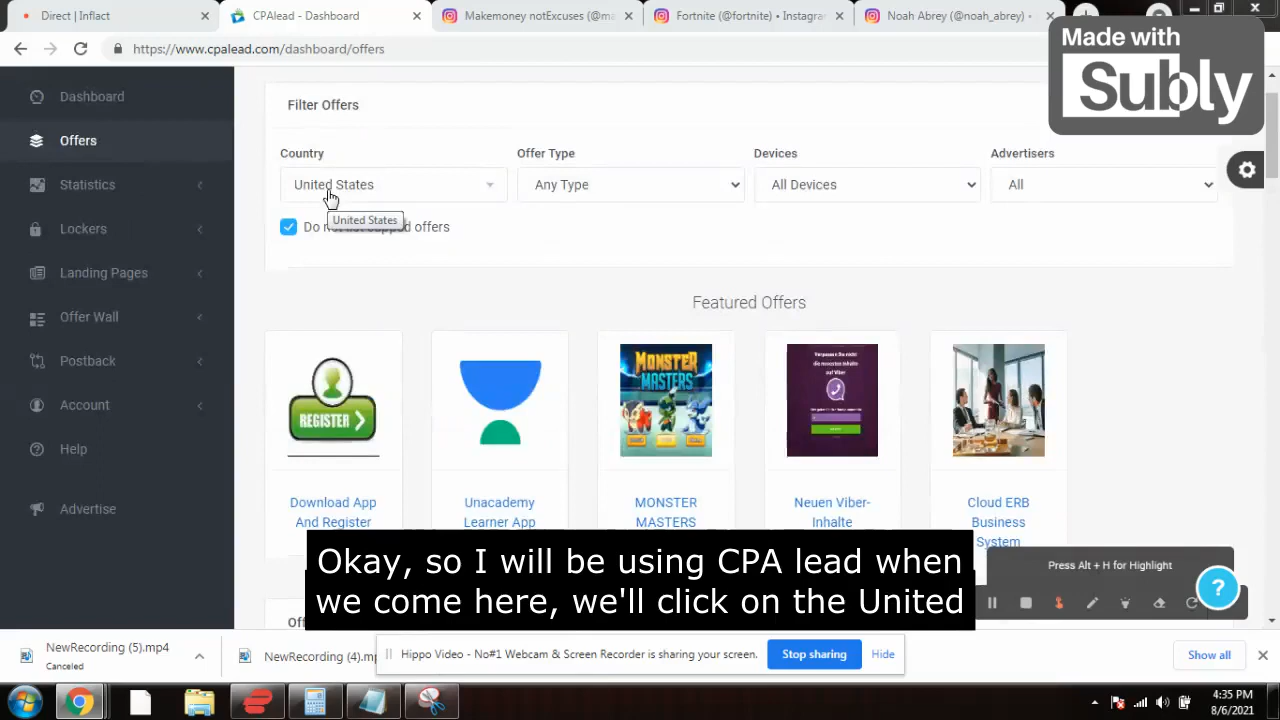 Direct | Inflact
CPAlead - Dashboard
Makemoney notExcuses (@m
Fortnite (@fortnite) • Instagra
Noah Abrey (@noah_abrey) •
https://www.cpalead.com/dashboard/offers
Made with
Subly
Dashboard
Offers
Statistics
Lockers
Landing Pages
Offer Wall
Postback
Account
Help
Advertise
Filter Offers
Country
Offer Type
Devices
Advertisers
United States
Any Type
All Devices
All
United States
Do not list capped offers
Featured Offers
REGISTER
MONSTER
MASTERS
Download App
And Register
Unacademy
Learner App
MONSTER
MASTERS
Neuen Viber-
Inhalte
Cloud ERB
Business
System
Okay, so I will be using CPA lead when
we come here, we'll click on the United
Press Alt + H for Highlight
?
NewRecording (5).mp4
Canceled
NewRecording (4).mp
Hippo Video - No#1 Webcam & Screen Recorder is sharing your screen.
Stop sharing
Hide
Show all
4:35 PM
8/6/2021